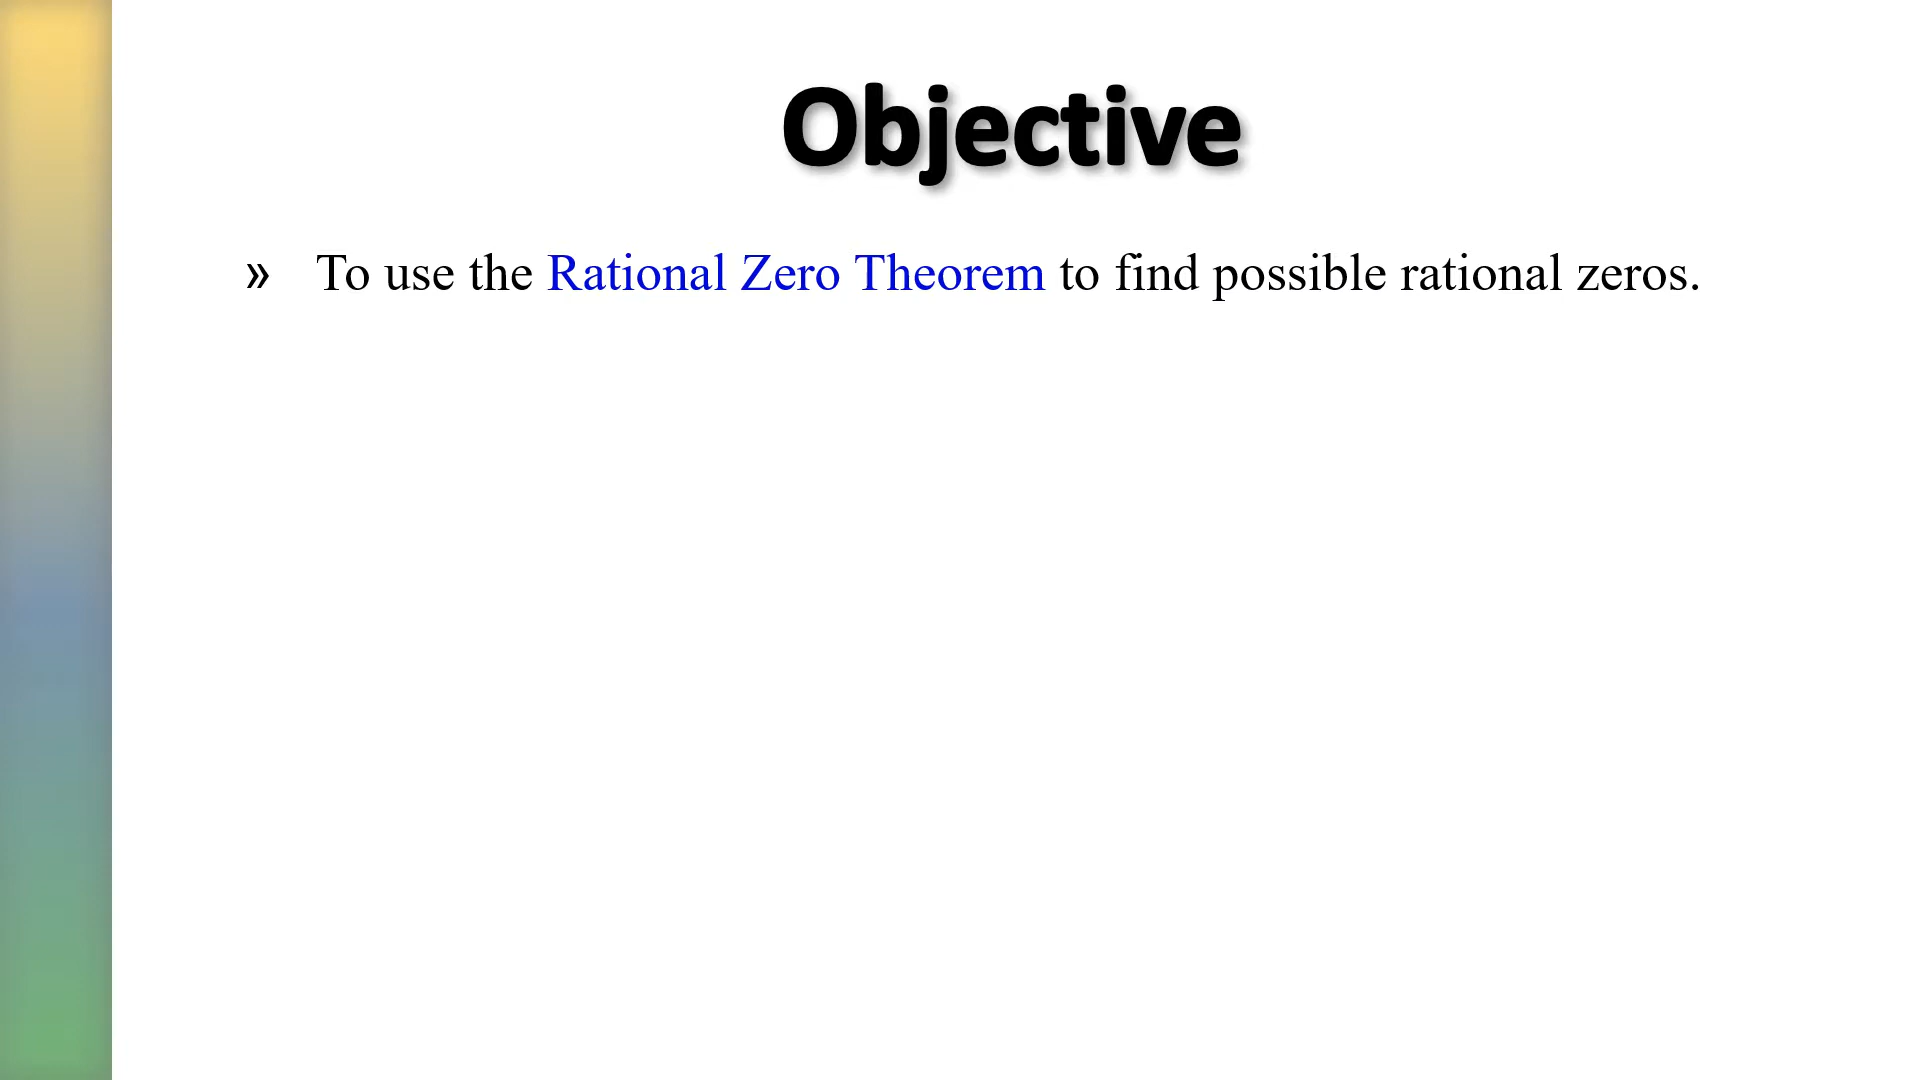 Objective
» To use the Rational Zero Theorem to find possible rational zeros.